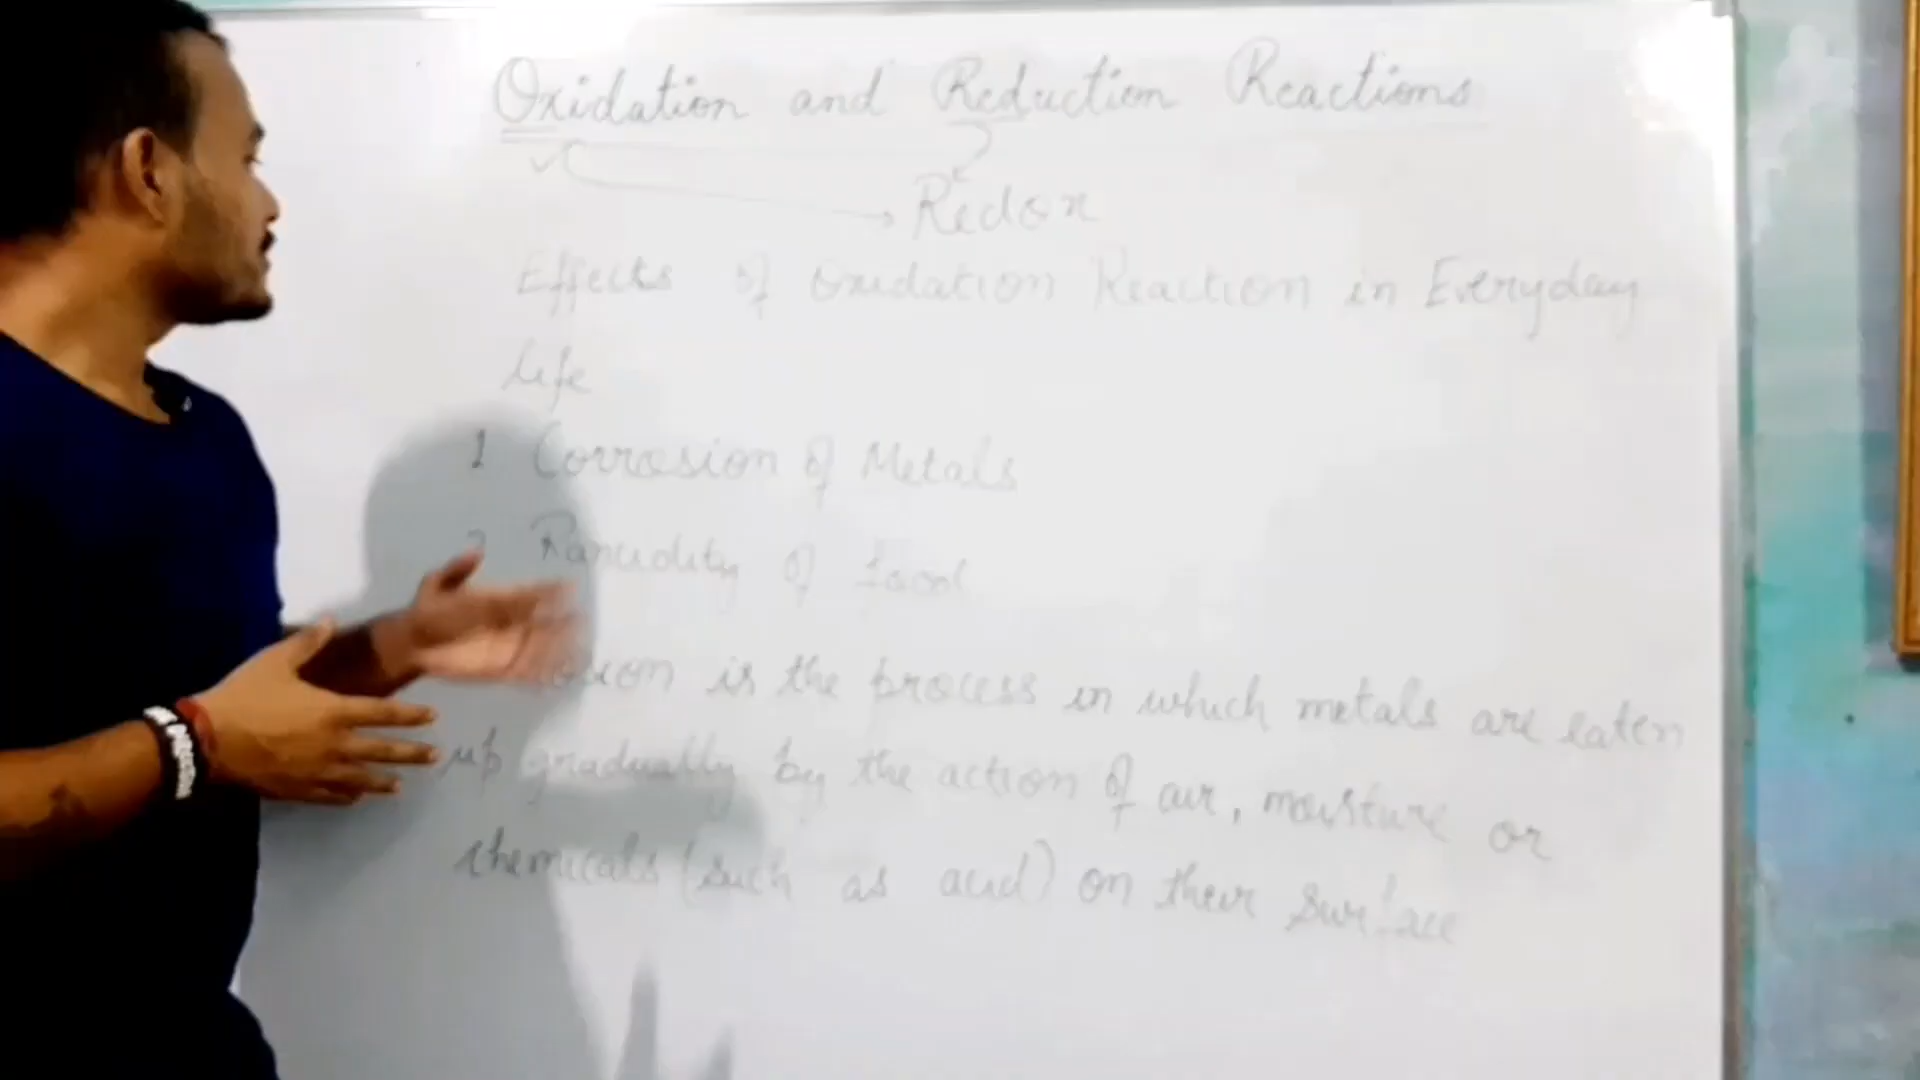 Oxidation and Reduction Reactions
Redox
Effects of Oxidation Reaction in Everyday
life
1 Corrosion of Metals
2 Rancidity of food
is the process in which metals are eaten
up gradually by the action of air, moisture or
chemicals (such as acid) on their surface